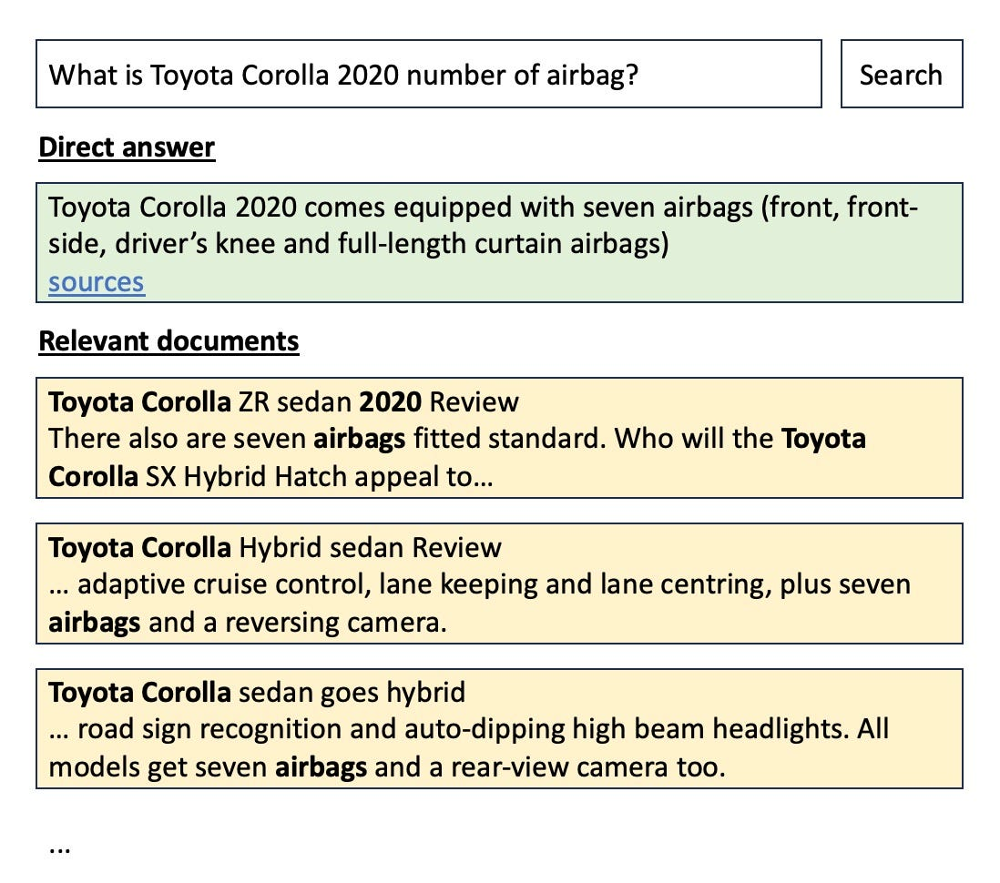 What is Toyota Corolla 2020 number of airbag?
Search
Direct answer
Toyota Corolla 2020 comes equipped with seven airbags (front, front-
side, driver’s knee and full-length curtain airbags)
sources
Relevant documents
Toyota Corolla ZR sedan 2020 Review
There also are seven airbags fitted standard. Who will the Toyota
Corolla SX Hybrid Hatch appeal to…
Toyota Corolla Hybrid sedan Review
… adaptive cruise control, lane keeping and lane centring, plus seven
airbags and a reversing camera.
Toyota Corolla sedan goes hybrid
… road sign recognition and auto-dipping high beam headlights. All
models get seven airbags and a rear-view camera too.
…